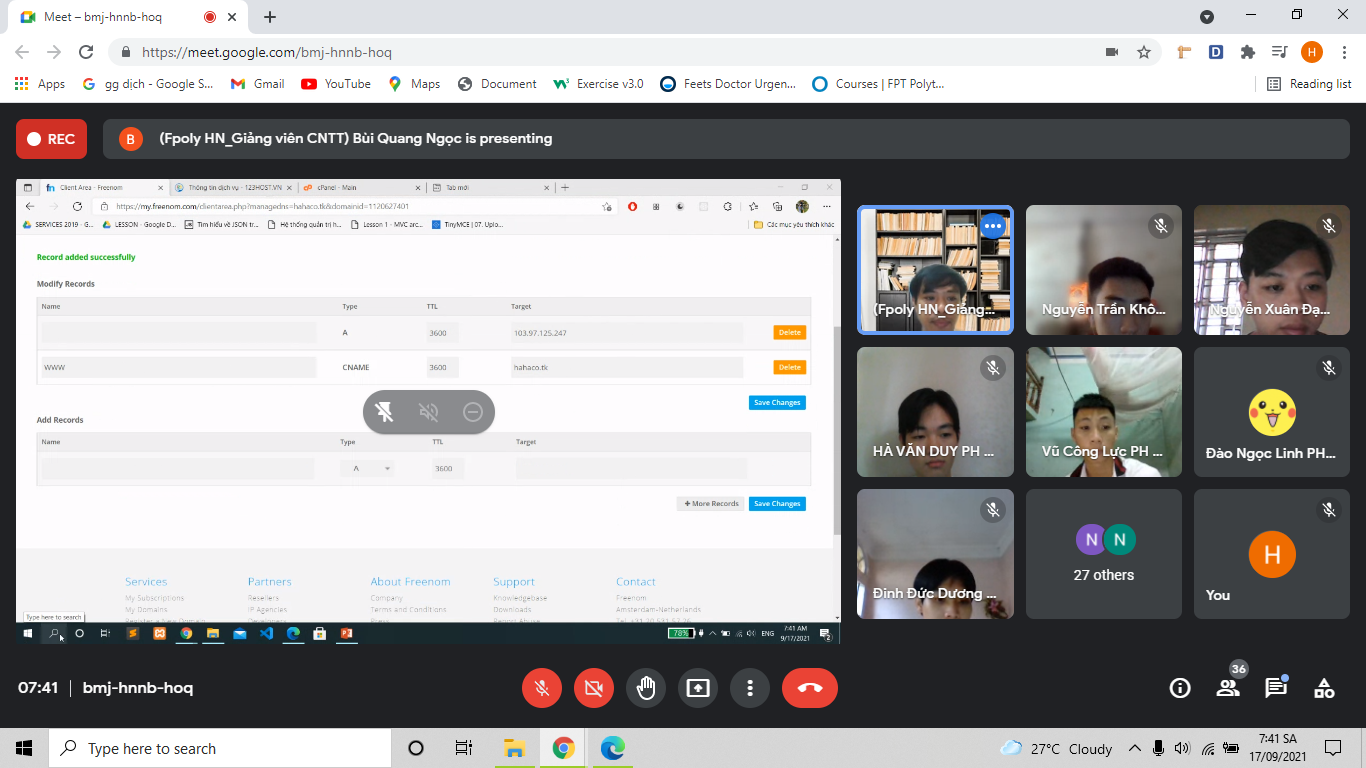 Meet – bmj-hnnb-hoq
https://meet.google.com/bmj-hnnb-hoq
H
Apps
gg dịch - Google S...
Gmail
YouTube
Maps
Document
Exercise v3.0
Feets Doctor Urgen...
Courses | FPT Polyt...
Reading list
REC
B
(Fpoly HN_Giảng viên CNTT) Bùi Quang Ngọc is presenting
Client Area - Freenom
Thông tin dịch vụ - 123HOST.VN
cPanel - Main
Tab mới
https://my.freenom.com/clientarea.php?managedns=hahaco.tk&domainid=1120627401
SERVICES 2019 - G...
LESSON - Google D...
Tìm hiểu về JSON tr...
Hệ thống quản trị h...
Lesson 1 - MVC arc...
TinyMCE | 07. Uplo...
Các mục yêu thích khác
Record added successfully
Modify Records
Name Type TTL Target
A 3600 103.97.125.247 Delete
WWW CNAME 3600 hahaco.tk Delete
Save Changes
Add Records
Name Type TTL Target
A 3600
+ More Records Save Changes
Services Partners About Freenom Support Contact
My Subscriptions Resellers Company Knowledgebase Freenom
My Domains IP Agencies Terms and Conditions Downloads Amsterdam-Netherlands
Type here to search
78%
ENG
7:41 AM
9/17/2021
2
(Fpoly HN_Giảng...
Nguyễn Trần Khô...
Nguyễn Xuân Đạ...
HÀ VĂN DUY PH ...
Vũ Công Lực PH ...
Đào Ngọc Linh PH...
Đinh Đức Dương ...
N N
27 others
H
You
07:41 | bmj-hnnb-hoq
36
Type here to search
27°C Cloudy
7:41 SA
17/09/2021